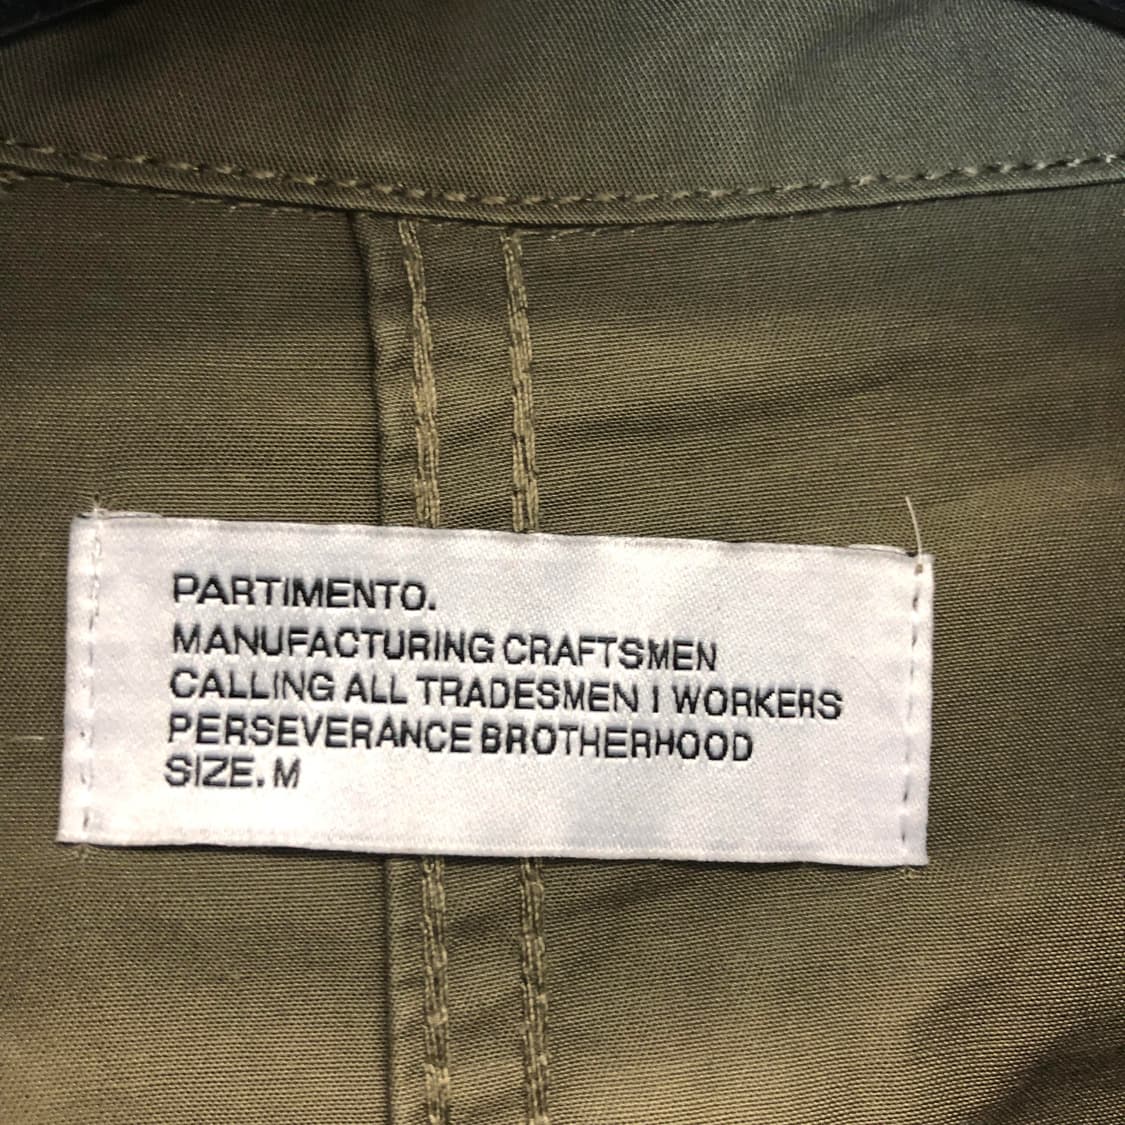 PARTIMENTO.
MANUFACTURING CRAFTSMEN
CALLING ALL TRADESMEN I WORKERS
PERSEVERANCE BROTHERHOOD
SIZE. M